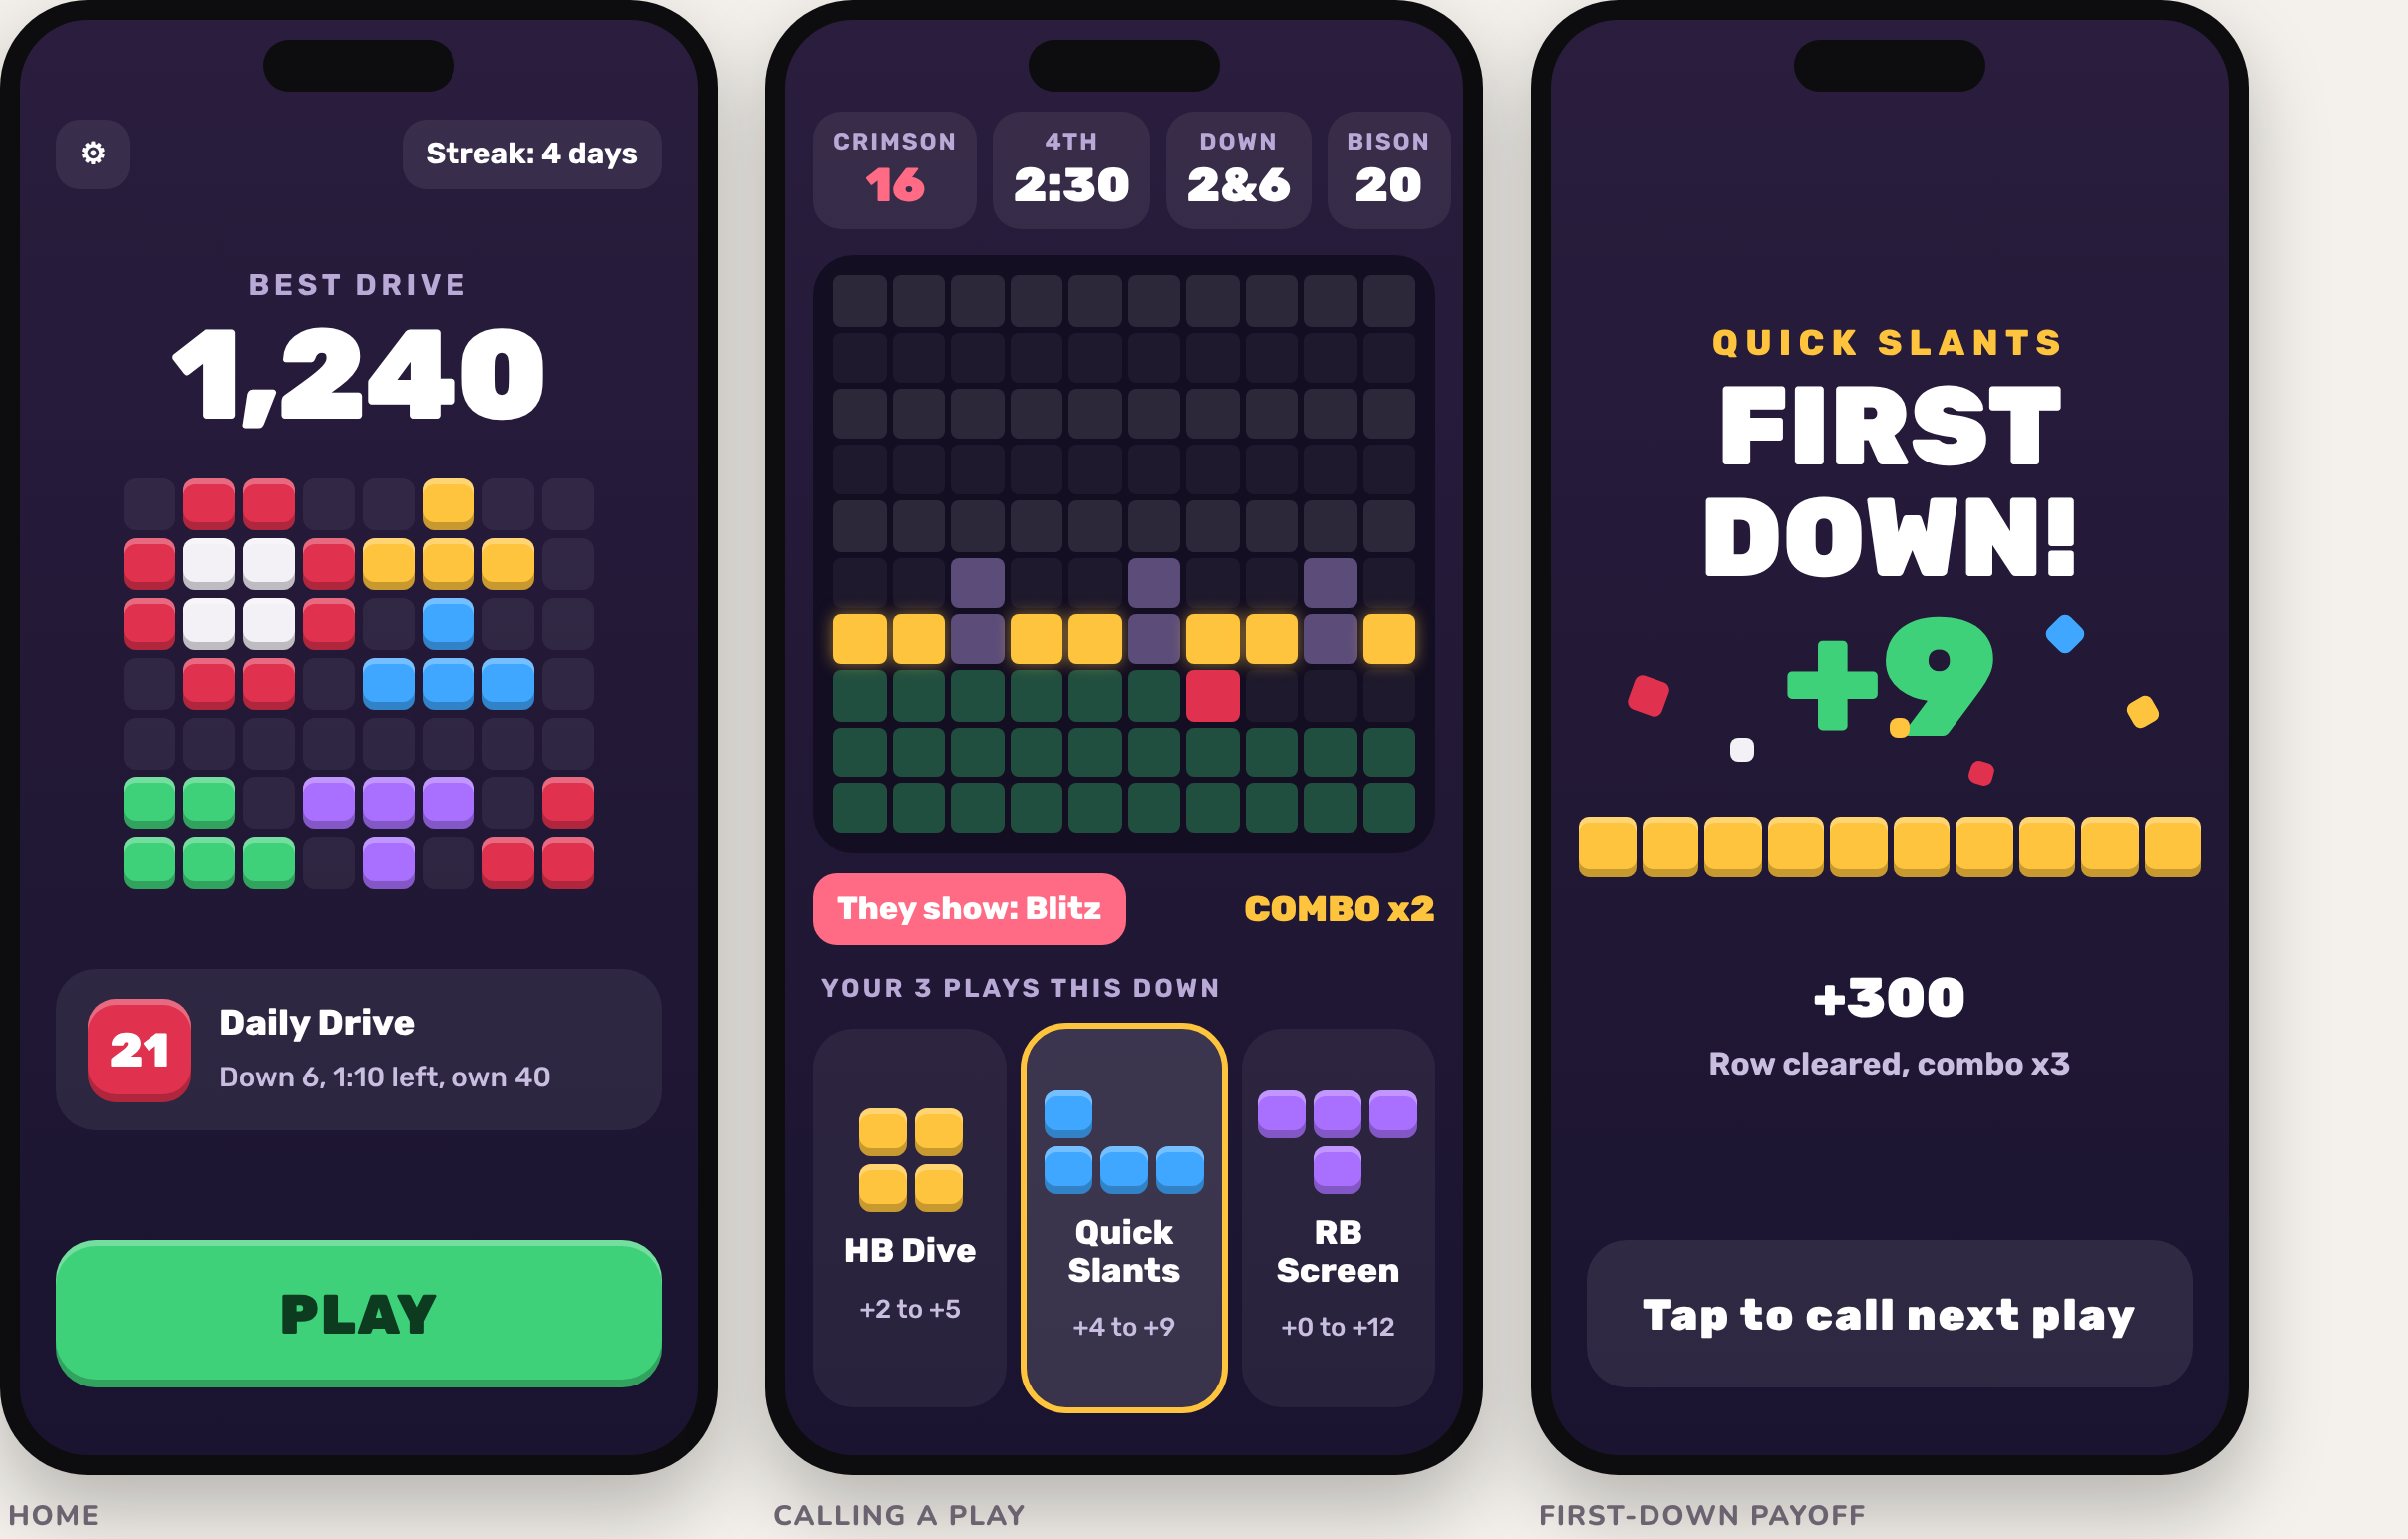 Streak: 4 days
BEST DRIVE
1,240
21
Daily Drive
Down 6, 1:10 left, own 40
PLAY
HOME
CRIMSON
16
4TH
2:30
DOWN
2&6
BISON
20
They show: Blitz
COMBO x2
YOUR 3 PLAYS THIS DOWN
HB Dive
+2 to +5
Quick
Slants
+4 to +9
RB
Screen
+0 to +12
CALLING A PLAY
QUICK SLANTS
FIRST
DOWN!
+9
+300
Row cleared, combo x3
Tap to call next play
FIRST-DOWN PAYOFF